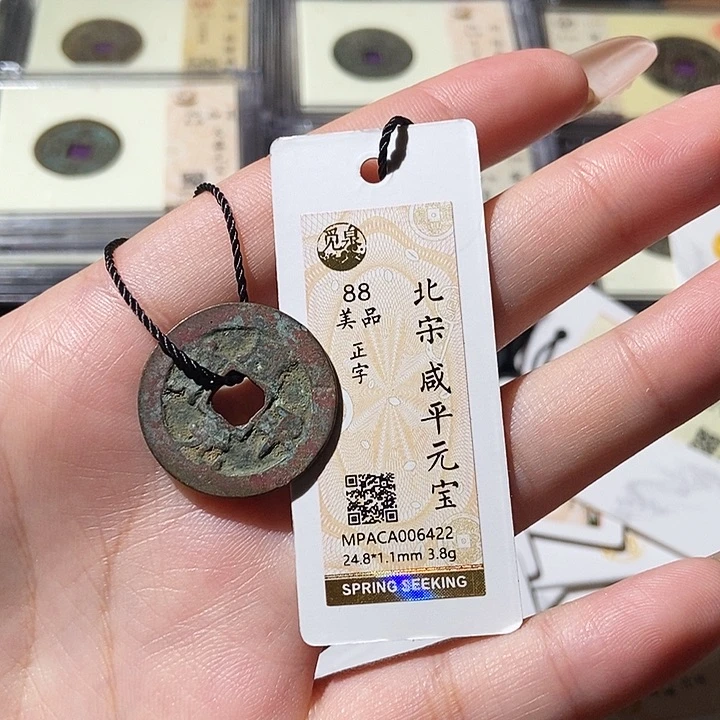 觅泉
北宋 咸平元宝
88
美品
正字
MPACA006422
24.8*1.1mm 3.8g
SPRING SEEKING